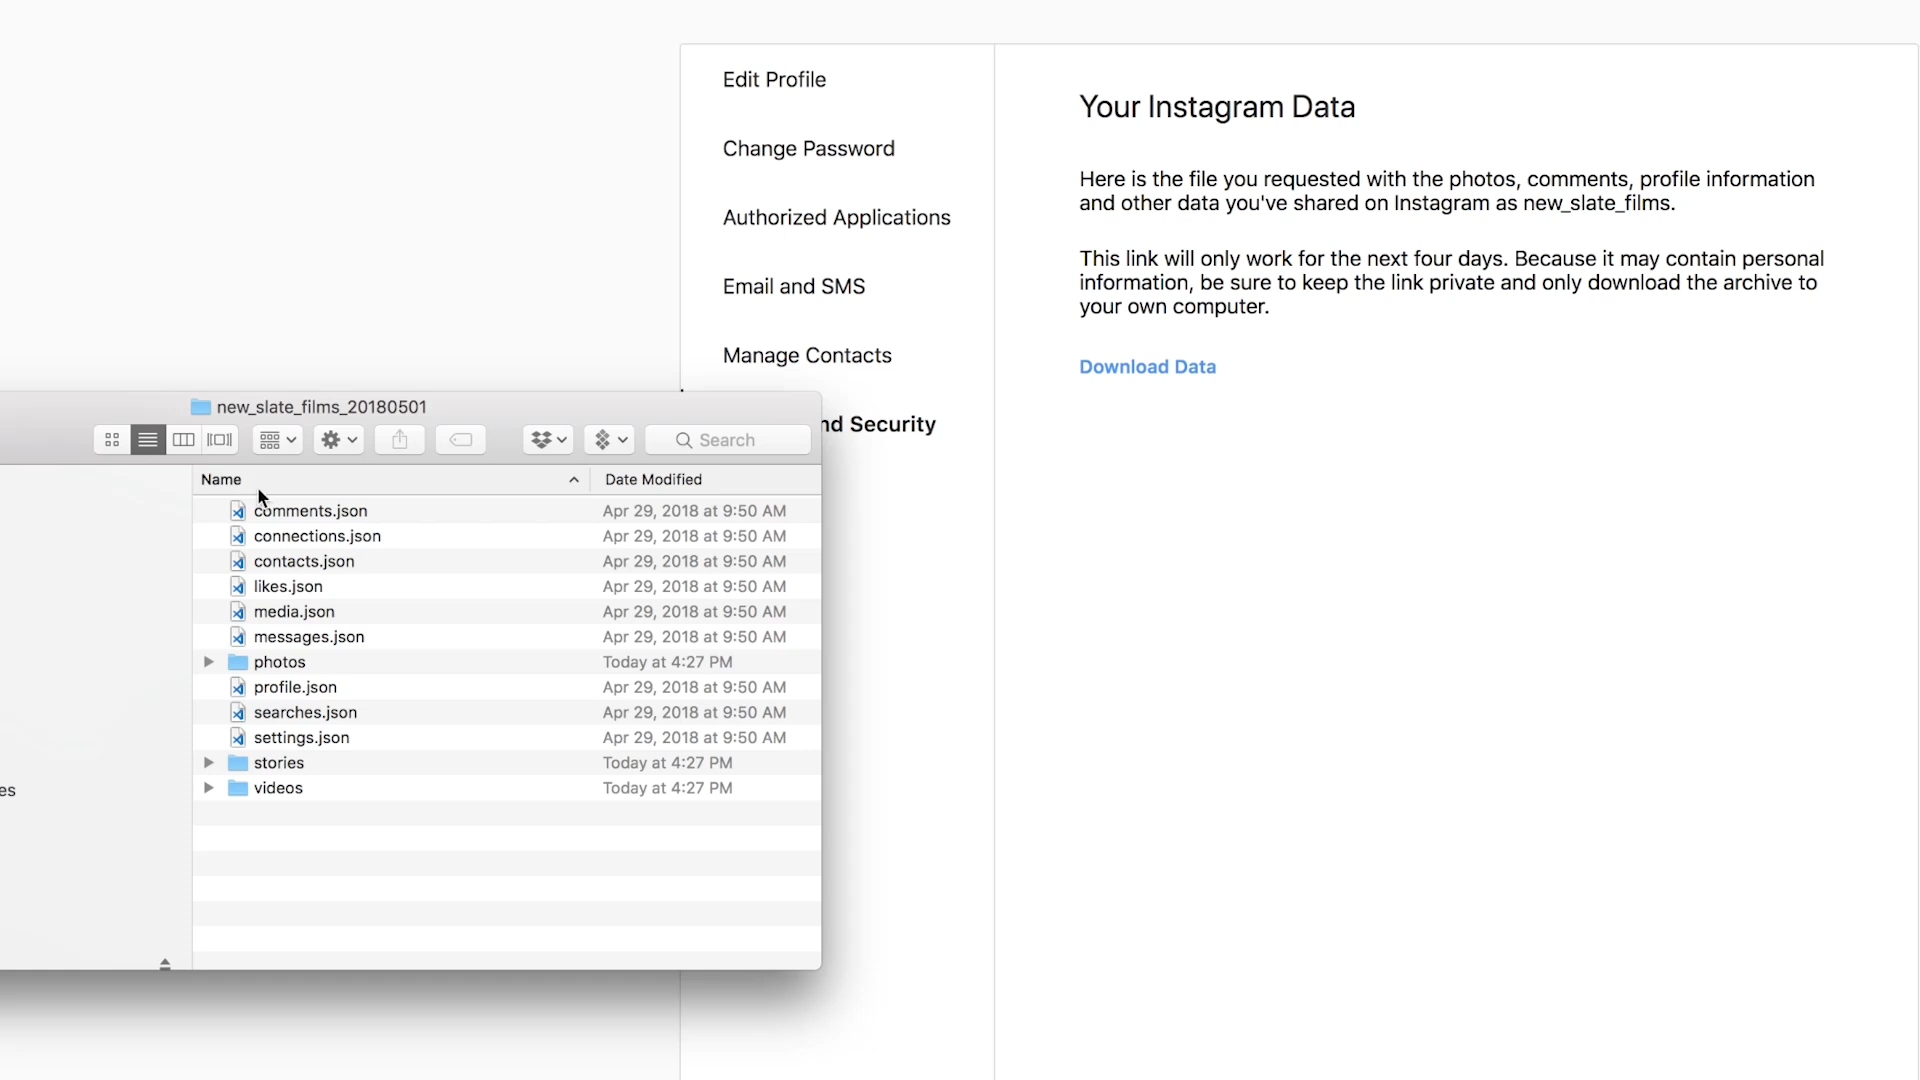 Edit Profile
Change Password
Authorized Applications
Email and SMS
Manage Contacts
nd Security
Your Instagram Data
Here is the file you requested with the photos, comments, profile information
and other data you've shared on Instagram as new_slate_films.
This link will only work for the next four days. Because it may contain personal
information, be sure to keep the link private and only download the archive to
your own computer.
Download Data
new_slate_films_20180501
Search
Name Date Modified
comments.json Apr 29, 2018 at 9:50 AM
connections.json Apr 29, 2018 at 9:50 AM
contacts.json Apr 29, 2018 at 9:50 AM
likes.json Apr 29, 2018 at 9:50 AM
media.json Apr 29, 2018 at 9:50 AM
messages.json Apr 29, 2018 at 9:50 AM
photos Today at 4:27 PM
profile.json Apr 29, 2018 at 9:50 AM
searches.json Apr 29, 2018 at 9:50 AM
settings.json Apr 29, 2018 at 9:50 AM
stories Today at 4:27 PM
videos Today at 4:27 PM
es